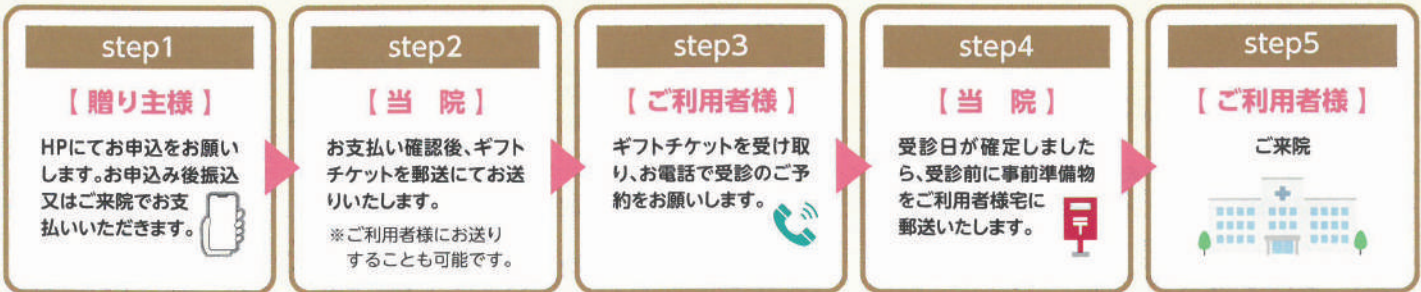 step1
【贈り主様】
HPにてお申込をお願い
します。お申込み後振込
又はご来院でお支
払いいただきます。
step2
【当　院】
お支払い確認後、ギフト
チケットを郵送にてお送
りいたします。
※ご利用者様にお送り
することも可能です。
step3
【ご利用者様】
ギフトチケットを受け取
り、お電話で受診のご予
約をお願いします。
step4
【当　院】
受診日が確定しました
ら、受診前に事前準備物
をご利用者様宅に
郵送いたします。
step5
【ご利用者様】
ご来院